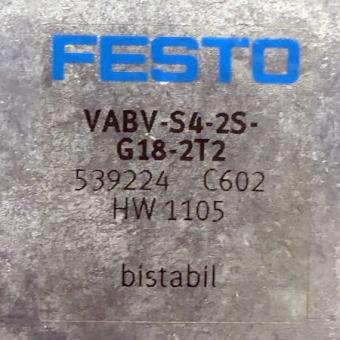 FESTO
VABV-S4-2S-
G18-2T2
539224 C602
HW 1105
bistabil